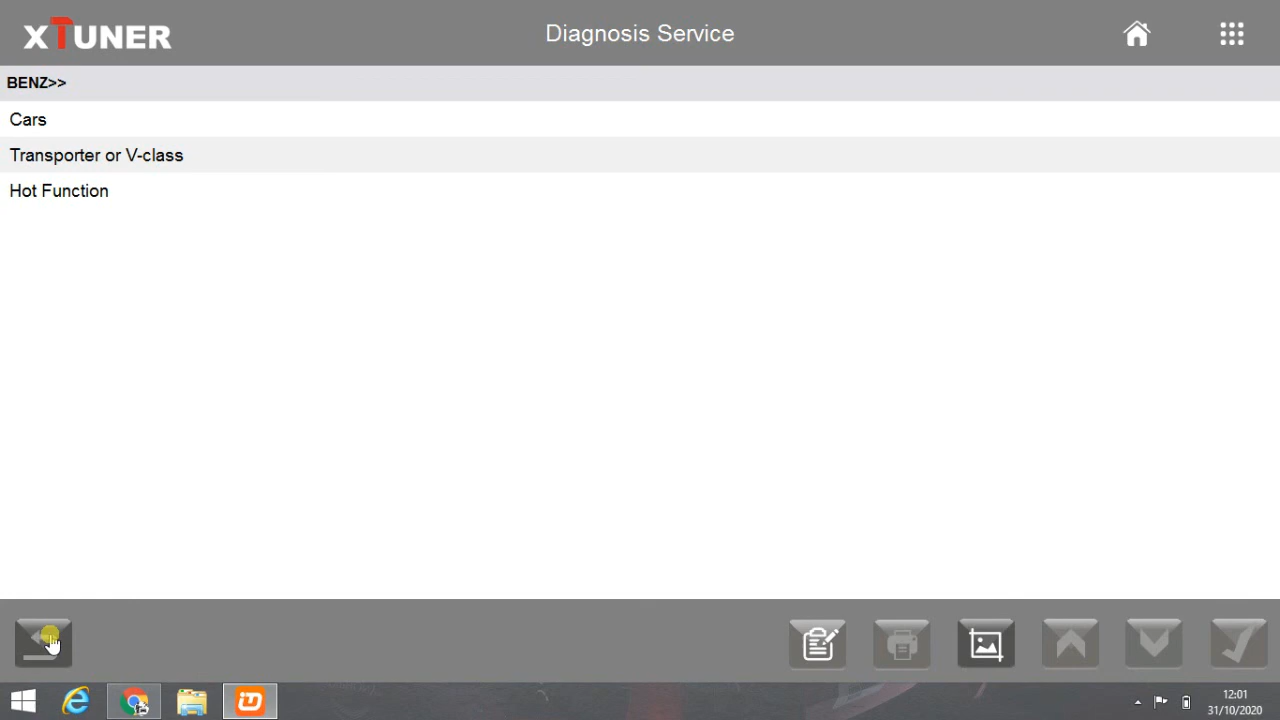 XTUNER
Diagnosis Service
BENZ>>
Cars
Transporter or V-class
Hot Function
12:01
31/10/2020